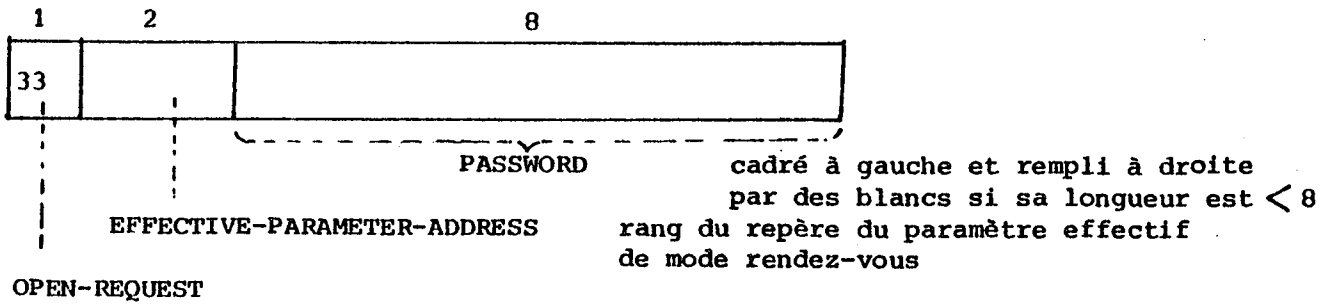 1 2 8
33
PASSWORD cadré à gauche et rempli à droite
par des blancs si sa longueur est < 8
EFFECTIVE-PARAMETER-ADDRESS rang du repère du paramètre effectif
de mode rendez-vous
OPEN-REQUEST